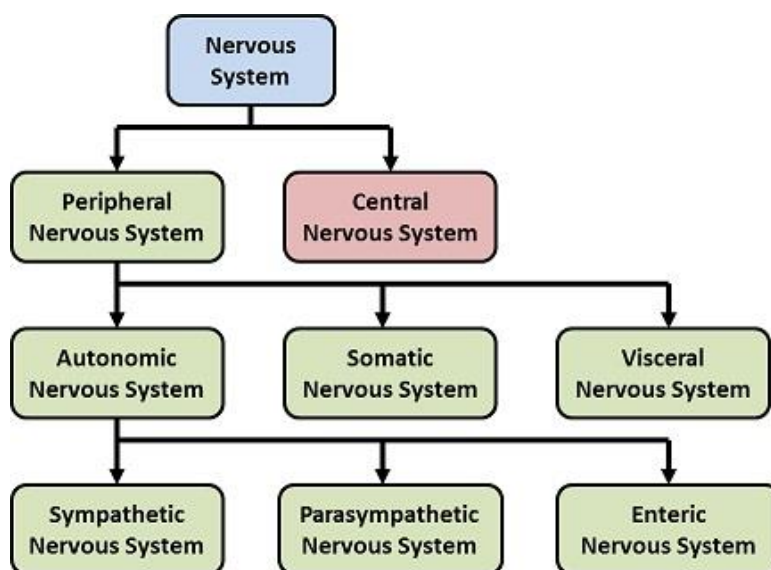 Nervous
System
Peripheral
Nervous System
Central
Nervous System
Autonomic
Nervous System
Somatic
Nervous System
Visceral
Nervous System
Sympathetic
Nervous System
Parasympathetic
Nervous System
Enteric
Nervous System